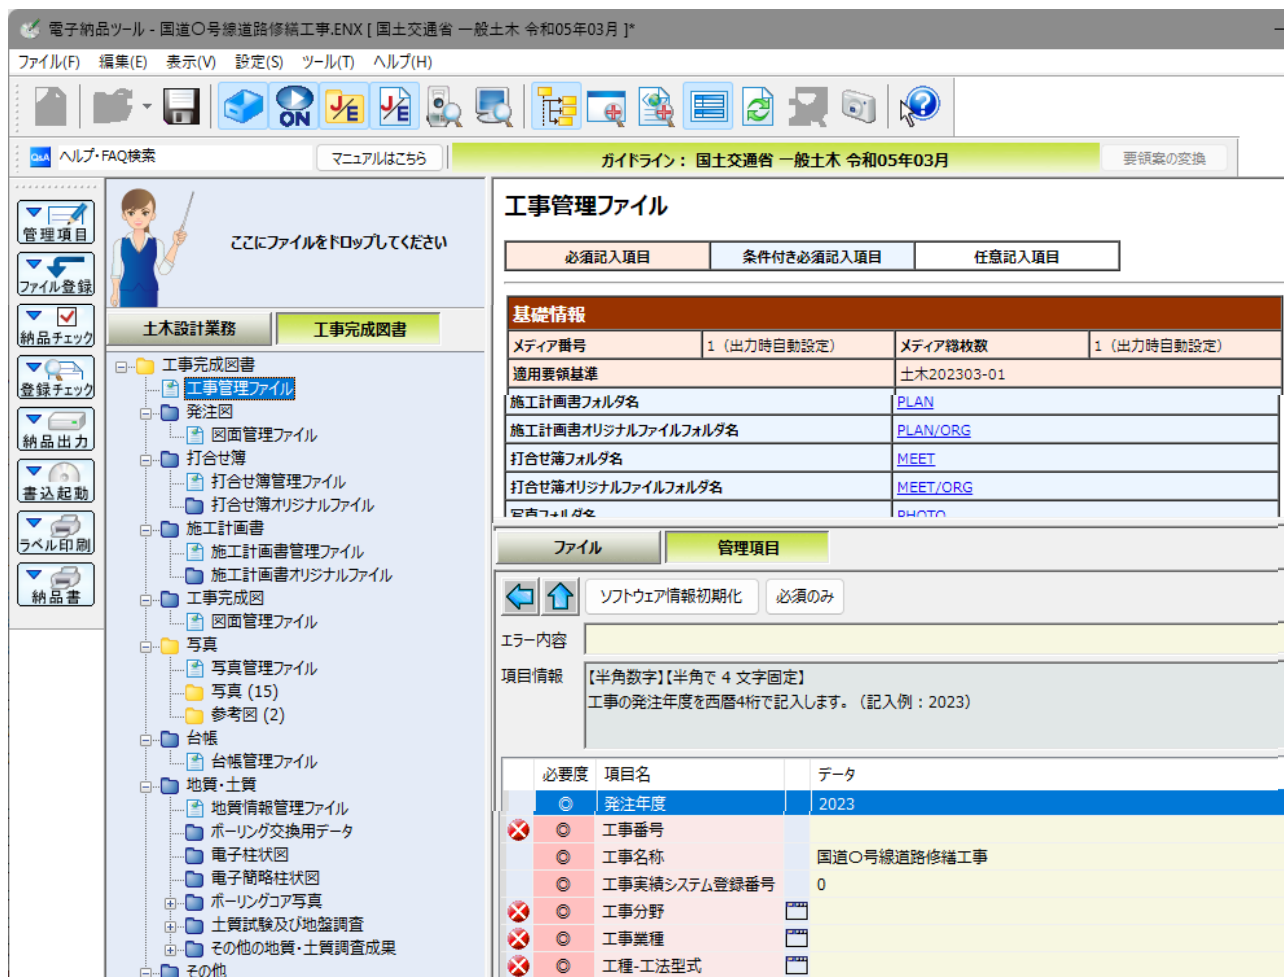 電子納品ツール - 国道〇号線道路修繕工事.ENX [ 国土交通省 一般土木 令和05年03月 ]*
ファイル(F) 編集(E) 表示(V) 設定(S) ツール(T) ヘルプ(H)
ON J/E J/E
Q&A ヘルプ・FAQ検索 マニュアルはこちら ガイドライン： 国土交通省 一般土木 令和05年03月 要領案の変換
管理項目
ファイル登録
納品チェック
登録チェック
納品出力
書込起動
ラベル印刷
納品書
ここにファイルをドロップしてください
土木設計業務 工事完成図書
工事完成図書
工事管理ファイル
発注図
図面管理ファイル
打合せ簿
打合せ簿管理ファイル
打合せ簿オリジナルファイル
施工計画書
施工計画書管理ファイル
施工計画書オリジナルファイル
工事完成図
図面管理ファイル
写真
写真管理ファイル
写真 (15)
参考図 (2)
台帳
台帳管理ファイル
地質・土質
地質情報管理ファイル
ボーリング交換用データ
電子柱状図
電子簡略柱状図
ボーリングコア写真
土質試験及び地盤調査
その他の地質・土質調査成果
その他
工事管理ファイル
必須記入項目 条件付き必須記入項目 任意記入項目
基礎情報
メディア番号 1（出力時自動設定） メディア総枚数 1（出力時自動設定）
適用要領基準 土木202303-01
施工計画書フォルダ名 PLAN
施工計画書オリジナルファイルフォルダ名 PLAN/ORG
打合せ簿フォルダ名 MEET
打合せ簿オリジナルファイルフォルダ名 MEET/ORG
写真フォルダ名 PHOTO
ファイル 管理項目
ソフトウェア情報初期化 必須のみ
エラー内容
項目情報 【半角数字】【半角で 4 文字固定】
工事の発注年度を西暦4桁で記入します。（記入例：2023）
必要度 項目名 データ
◎ 発注年度 2023
◎ 工事番号
◎ 工事名称 国道〇号線道路修繕工事
◎ 工事実績システム登録番号 0
◎ 工事分野
◎ 工事業種
◎ 工種-工法型式